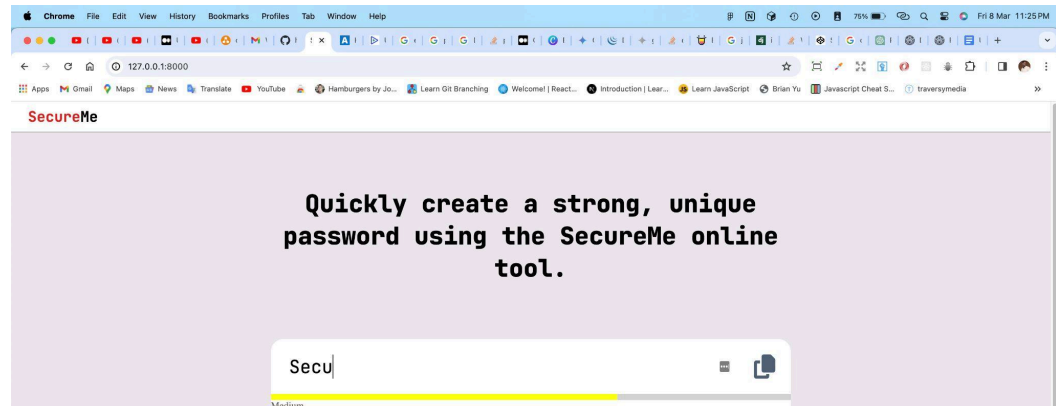 Chrome File Edit View History Bookmarks Profiles Tab Window Help 75% Fri 8 Mar 11:25 PM
127.0.0.1:8000
Apps Gmail Maps News Translate YouTube Hamburgers by Jo... Learn Git Branching Welcome! | React... Introduction | Lear... Learn JavaScript Brian Yu Javascript Cheat S... traversymedia
SecureMe
Quickly create a strong, unique
password using the SecureMe online
tool.
Secu
Medium